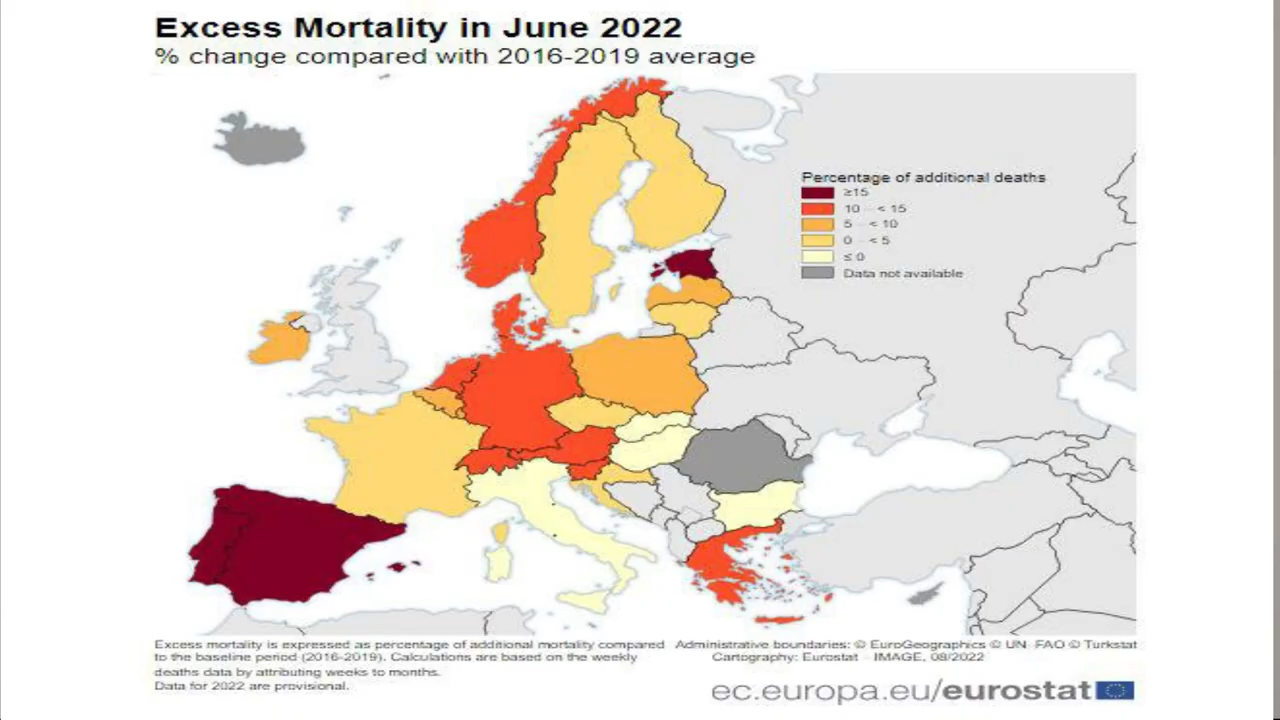 Excess Mortality in June 2022
% change compared with 2016-2019 average
Percentage of additional deaths
≥15
10 - < 15
5 - < 10
0 - < 5
≤ 0
Data not available
Excess mortality is expressed as percentage of additional mortality compared
to the baseline period (2016-2019). Calculations are based on the weekly
deaths data by attributing weeks to months.
Data for 2022 are provisional.
Administrative boundaries: © EuroGeographics © UN-FAO © Turkstat
Cartography: Eurostat - IMAGE, 08/2022
ec.europa.eu/eurostat